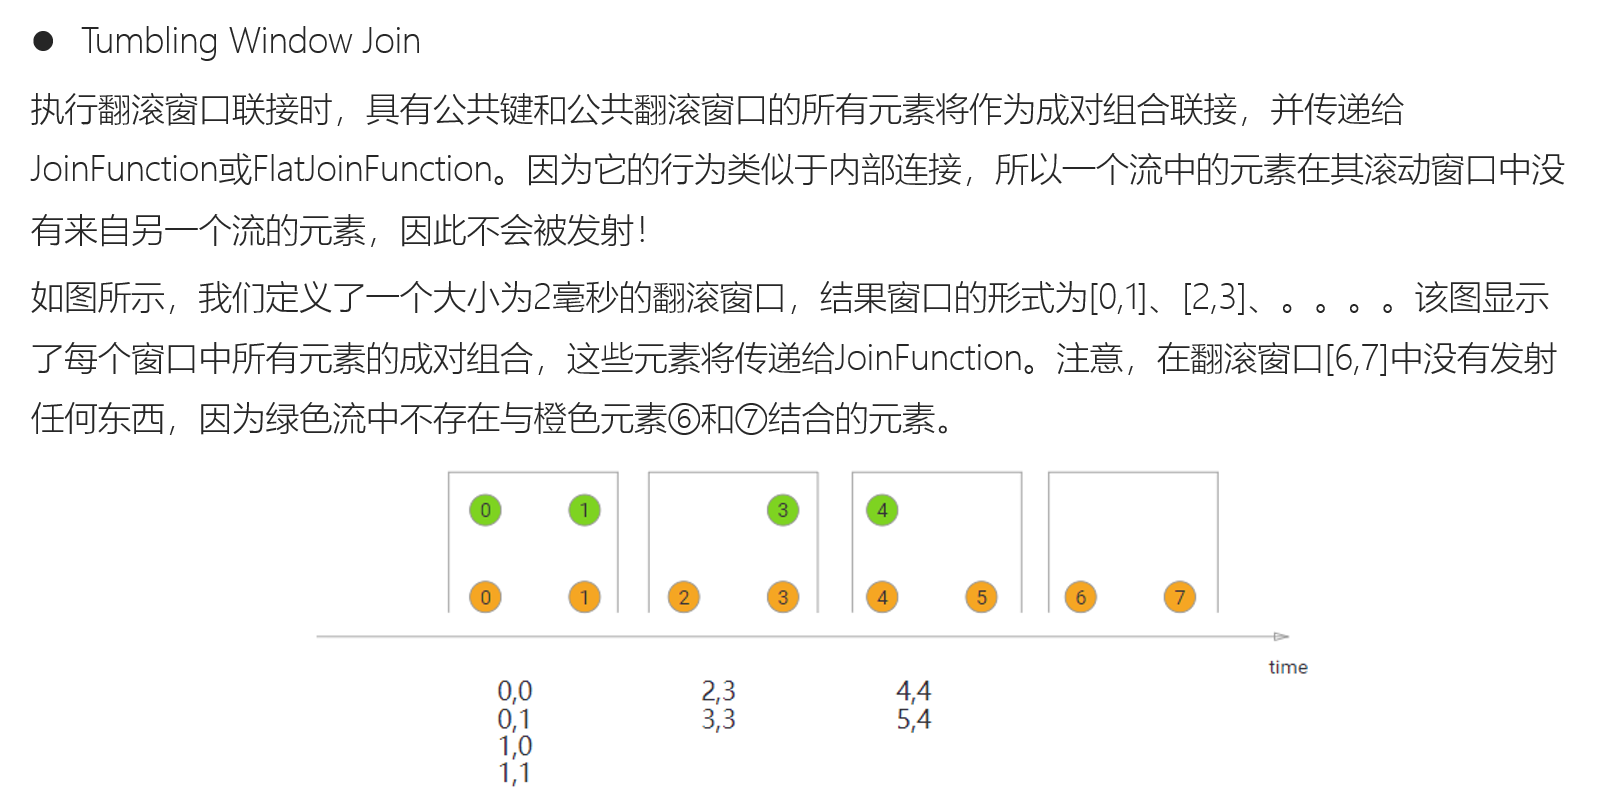 ● Tumbling Window Join
执行翻滚窗口联接时，具有公共键和公共翻滚窗口的所有元素将作为成对组合联接，并传递给
JoinFunction或FlatJoinFunction。因为它的行为类似于内部连接，所以一个流中的元素在其滚动窗口中没
有来自另一个流的元素，因此不会被发射！
如图所示，我们定义了一个大小为2毫秒的翻滚窗口，结果窗口的形式为[0,1]、[2,3]、。。。。该图显示
了每个窗口中所有元素的成对组合，这些元素将传递给JoinFunction。注意，在翻滚窗口[6,7]中没有发射
任何东西，因为绿色流中不存在与橙色元素⑥和⑦结合的元素。
0 1 3 4
0 1 2 3 4 5 6 7
time
0,0 2,3 4,4
0,1 3,3 5,4
1,0
1,1